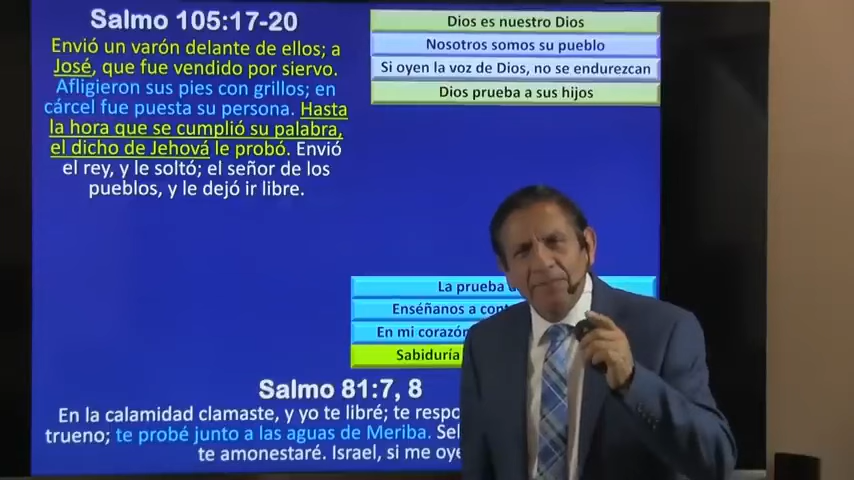 Salmo 105:17-20
Envió un varón delante de ellos; a
José, que fue vendido por siervo.
Afligieron sus pies con grillos; en
cárcel fue puesta su persona. Hasta
la hora que se cumplió su palabra,
el dicho de Jehová le probó. Envió
el rey, y le soltó; el señor de los
pueblos, y le dejó ir libre.
Dios es nuestro Dios
Nosotros somos su pueblo
Si oyen la voz de Dios, no se endurezcan
Dios prueba a sus hijos
La prueba
Enséñanos a
En mi corazón
Sabiduría
Salmo 81:7, 8
En la calamidad clamaste, y yo te libré; te
trueno; te probé junto a las aguas de Meriba.
te amonestaré. Israel, si me